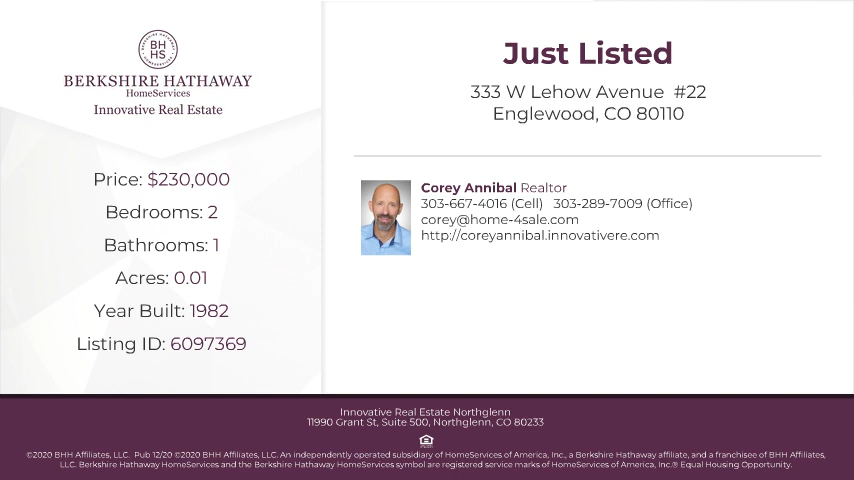 BH
HS
BERKSHIRE HATHAWAY
HomeServices
Innovative Real Estate
Price: $230,000
Bedrooms: 2
Bathrooms: 1
Acres: 0.01
Year Built: 1982
Listing ID: 6097369
Just Listed
333 W Lehow Avenue #22
Englewood, CO 80110
Corey Annibal Realtor
303-667-4016 (Cell) 303-289-7009 (Office)
corey@home-4sale.com
http://coreyannibal.innovativere.com
Innovative Real Estate Northglenn
11990 Grant St, Suite 500, Northglenn, CO 80233
©2020 BHH Affiliates, LLC. Pub 12/20 ©2020 BHH Affiliates, LLC. An independently operated subsidiary of HomeServices of America, Inc., a Berkshire Hathaway affiliate, and a franchisee of BHH Affiliates,
LLC. Berkshire Hathaway HomeServices and the Berkshire Hathaway HomeServices symbol are registered service marks of HomeServices of America, Inc.® Equal Housing Opportunity.